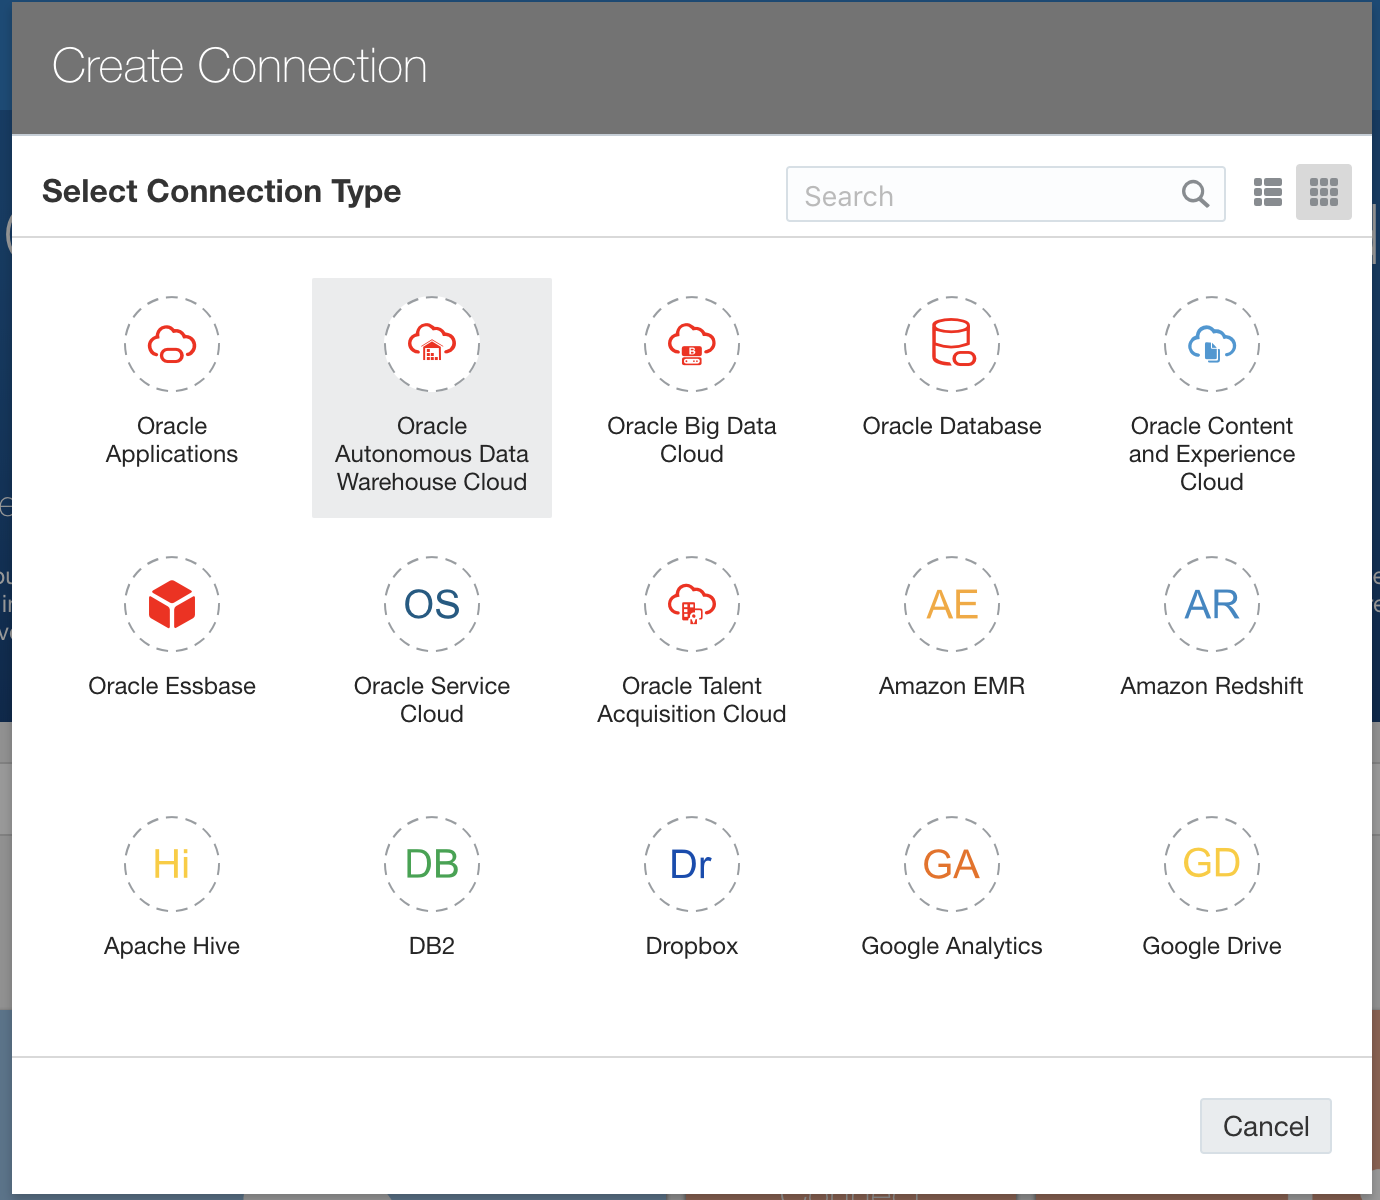 Create Connection
Select Connection Type
Search
Oracle
Applications
Oracle
Autonomous Data
Warehouse Cloud
B
Oracle Big Data
Cloud
Oracle Database
Oracle Content
and Experience
Cloud
Oracle Essbase
OS
Oracle Service
Cloud
Oracle Talent
Acquisition Cloud
AE
Amazon EMR
AR
Amazon Redshift
Hi
Apache Hive
DB
DB2
Dr
Dropbox
GA
Google Analytics
GD
Google Drive
Cancel